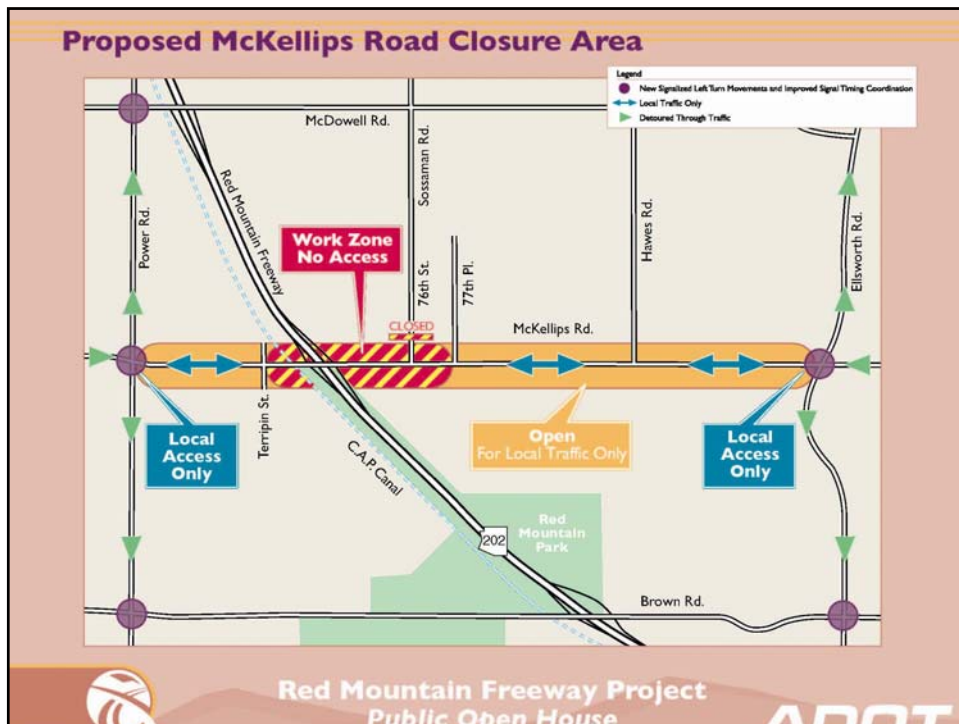 Proposed McKellips Road Closure Area
Legend
New Signalized Left Turn Movements and Improved Signal Timing Coordination
Local Traffic Only
Detoured Through Traffic
McDowell Rd.
Power Rd.
Red Mountain Freeway
Sossaman Rd.
Hawes Rd.
Ellsworth Rd.
Work Zone
No Access
76th St.
77th Pl.
CLOSED
McKellips Rd.
Terripin St.
Local
Access
Only
C.A.P. Canal
Open
For Local Traffic Only
Local
Access
Only
202
Red
Mountain
Park
Brown Rd.
Red Mountain Freeway Project
Public Open House
ADOT